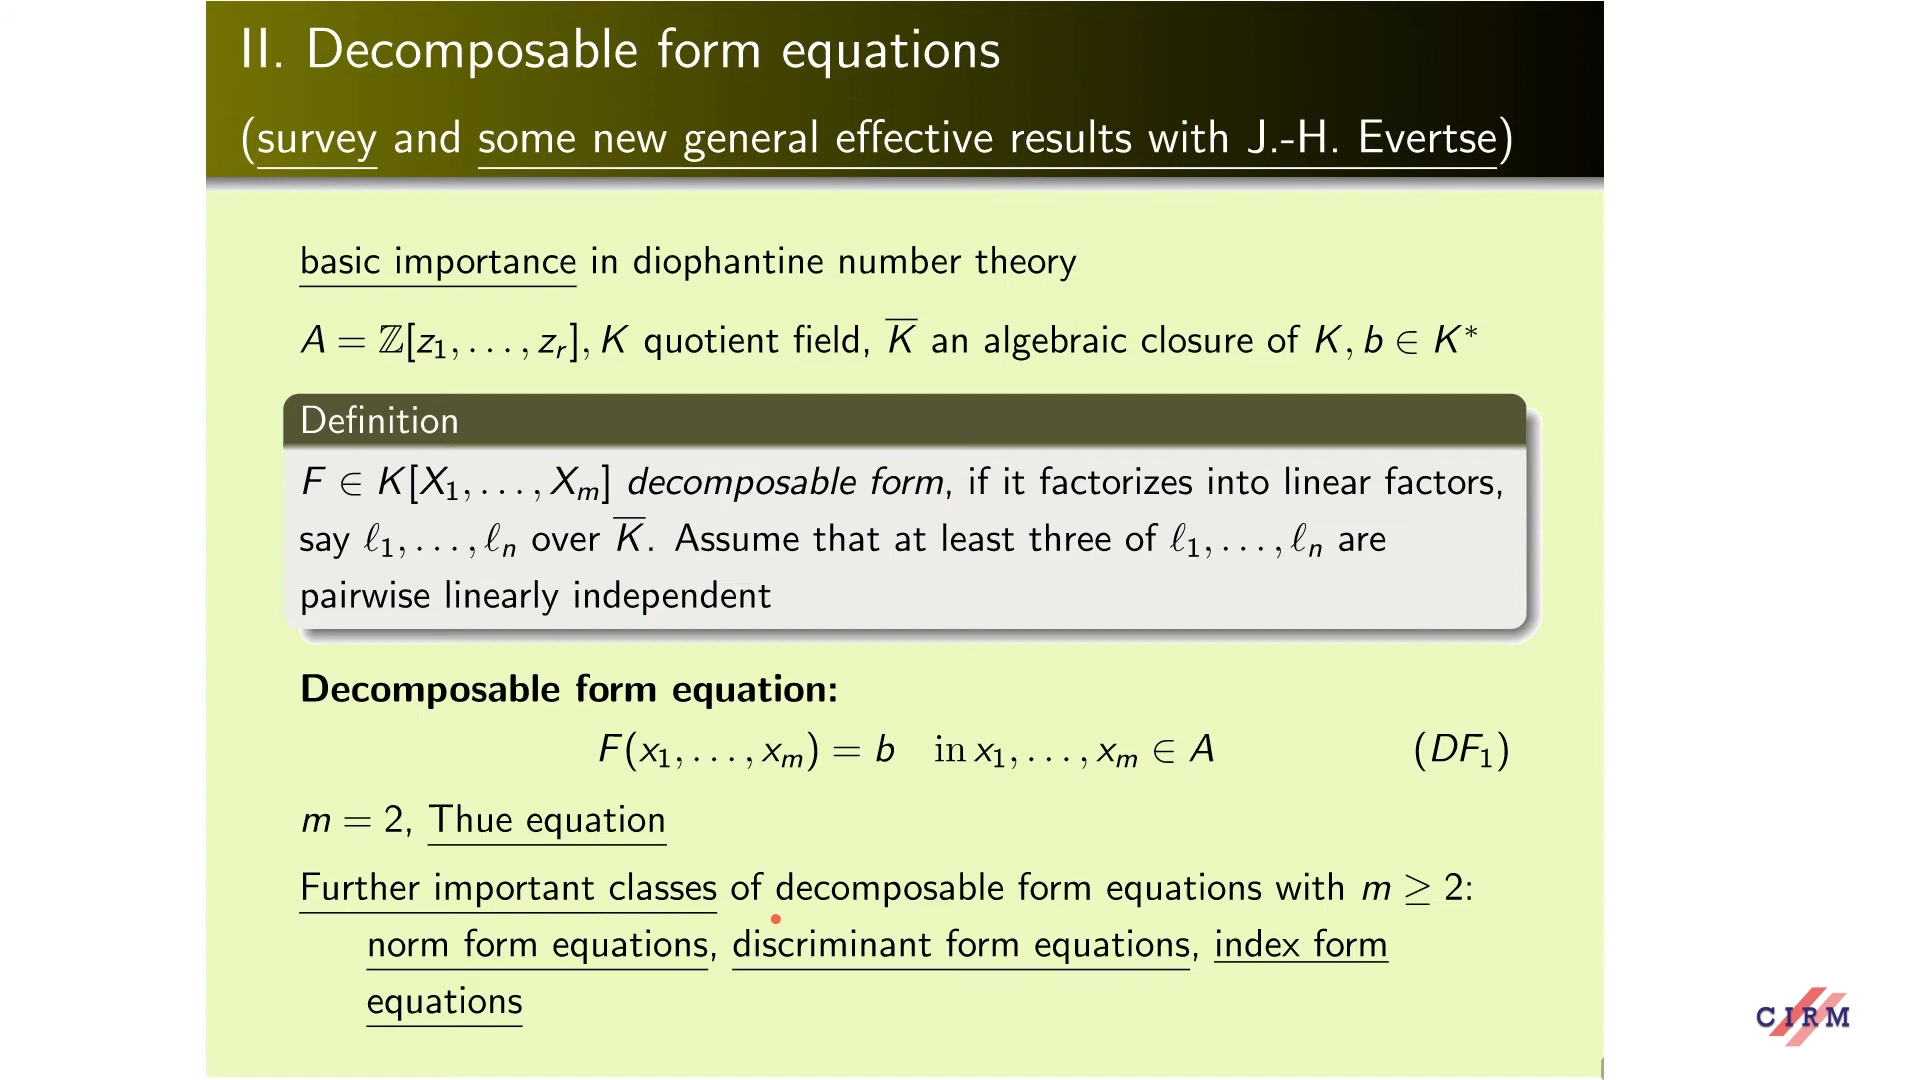 II. Decomposable form equations
(survey and some new general effective results with J.-H. Evertse)
basic importance in diophantine number theory
A = ℤ[z₁, . . . , zᵣ], K quotient field, K̅ an algebraic closure of K, b ∈ K*
Definition
F ∈ K[X₁, . . . , Xₘ] decomposable form, if it factorizes into linear factors,
say ℓ₁, . . . , ℓₙ over K̅. Assume that at least three of ℓ₁, . . . , ℓₙ are
pairwise linearly independent
Decomposable form equation:
F(x₁, . . . , xₘ) = b in x₁, . . . , xₘ ∈ A (DF₁)
m = 2, Thue equation
Further important classes of decomposable form equations with m ≥ 2:
norm form equations, discriminant form equations, index form
equations
CIRM